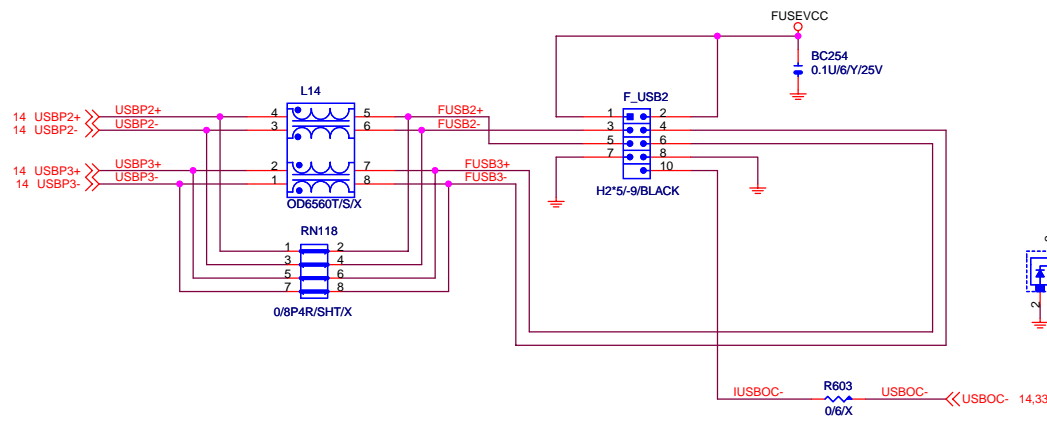 FUSEVCC
BC254
0.1U/6/Y/25V
L14
F_USB2
14 USBP2+ USBP2+ 4 5 FUSB2+ 1 2
14 USBP2- USBP2- 3 6 FUSB2- 3 4
5 6
14 USBP3+ USBP3+ 2 7 FUSB3+ 7 8
14 USBP3- USBP3- 1 8 FUSB3- 10
H2*5/-9/BLACK
OD6560T/S/X
RN118
1 2
3 4
5 6
7 8
0/8P4R/SHT/X
2
R603
IUSBOC- USBOC- USBOC- 14,33
0/6/X